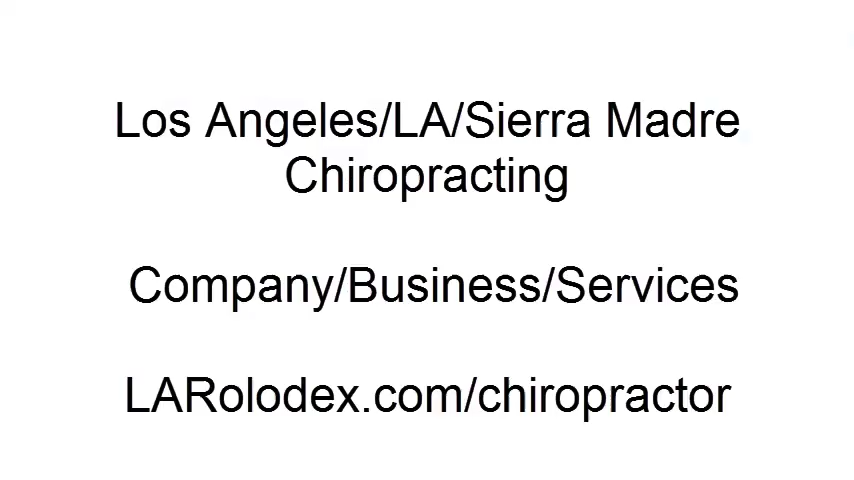 Los Angeles/LA/Sierra Madre
Chiropracting
Company/Business/Services
LARolodex.com/chiropractor